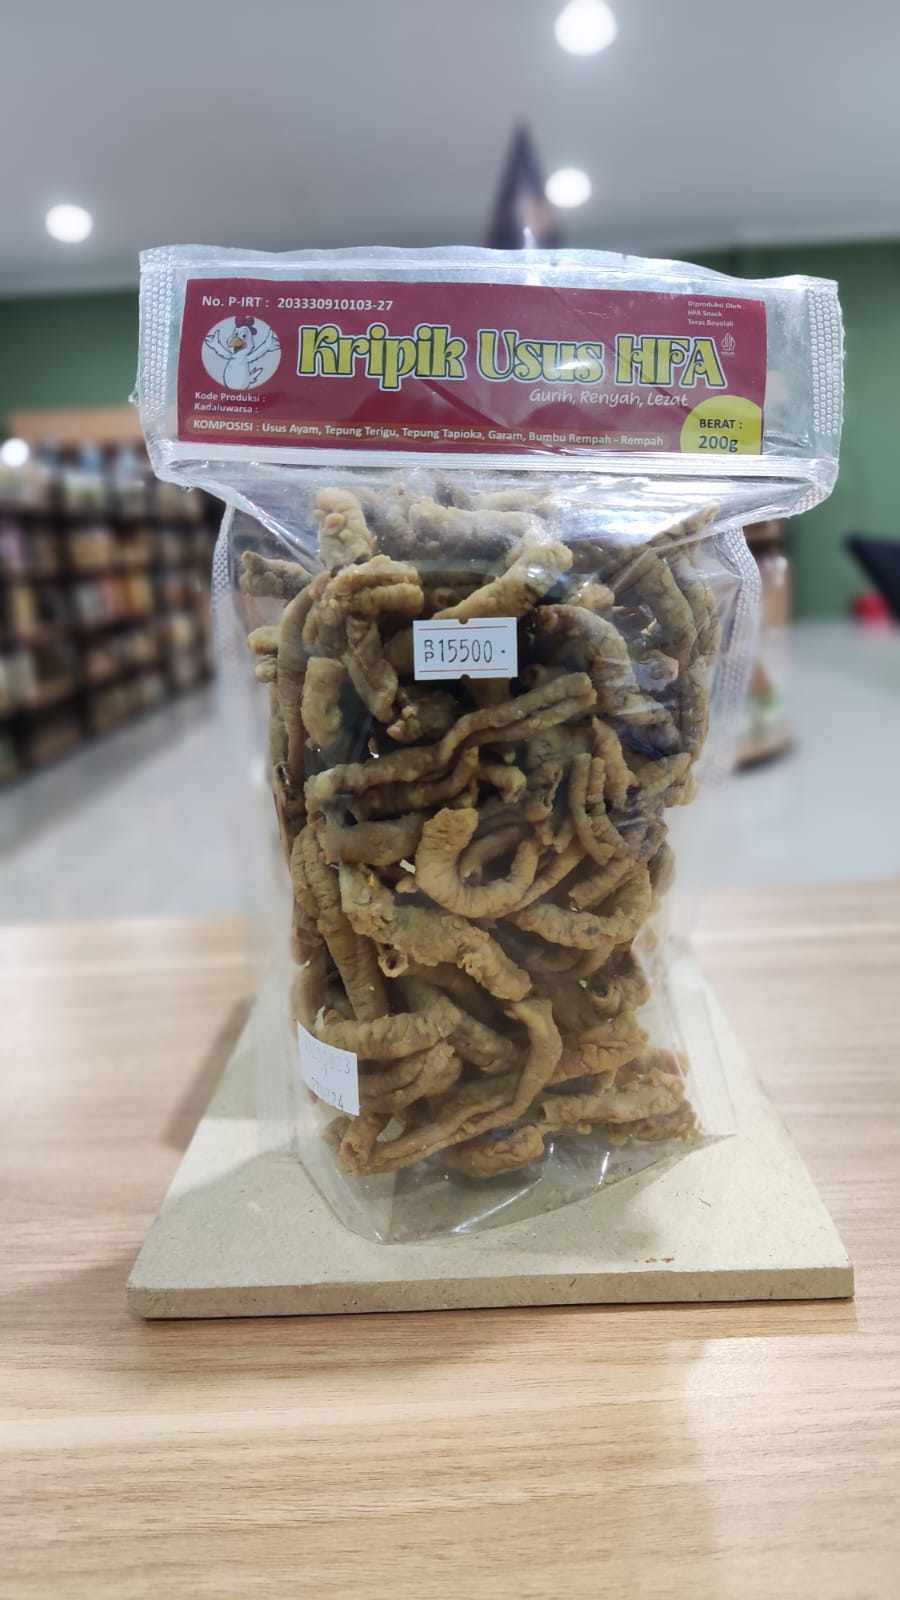 No. P-IRT : 203330910103-27
Diproduksi Oleh :
HFA Snack
Teras Boyolali
Kripik Usus HFA
Gurih, Renyah, Lezat
Kode Produksi :
Kadaluwarsa :
BERAT :
200g
KOMPOSISI : Usus Ayam, Tepung Terigu, Tepung Tapioka, Garam, Bumbu Rempah - Rempah
RP15500.